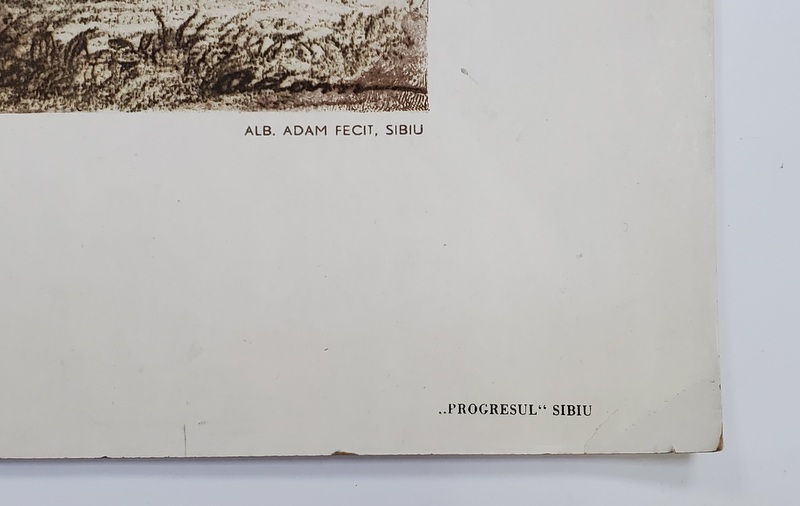 ALB. ADAM FECIT, SIBIU
„PROGRESUL“ SIBIU